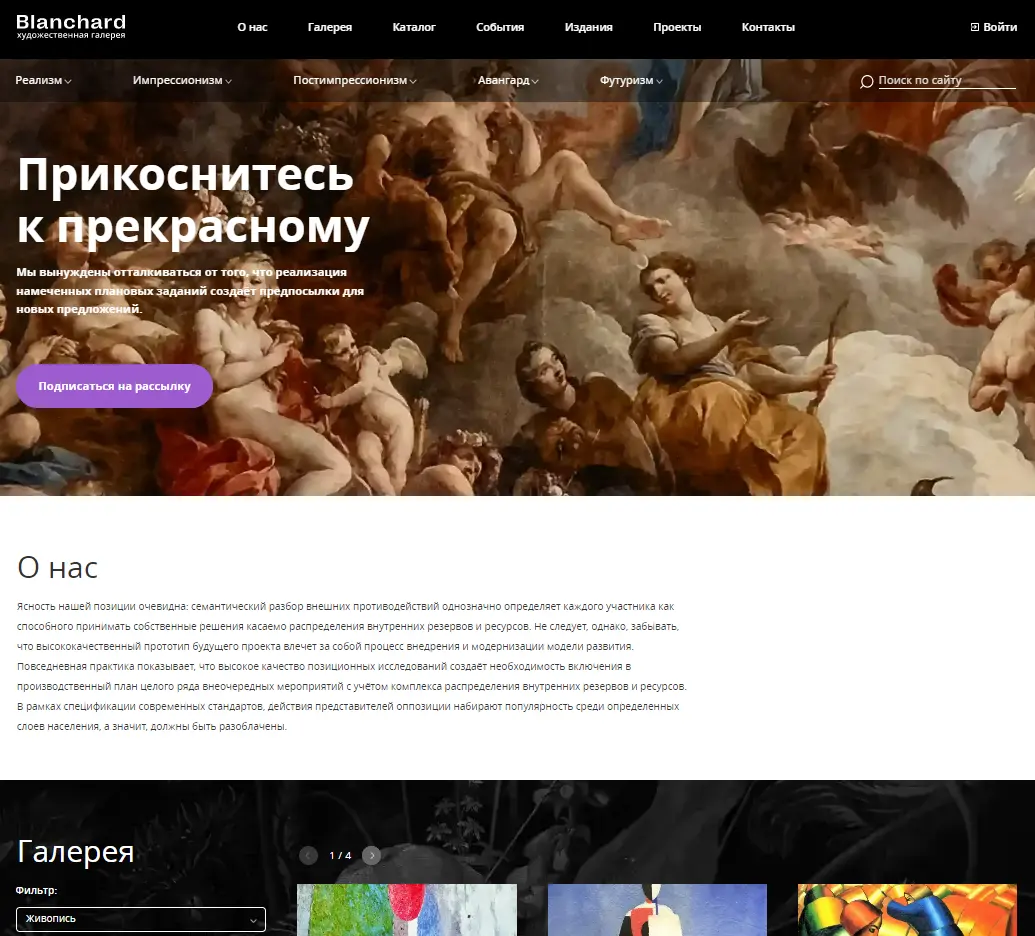 Blanchard
художественная галерея
О нас
Галерея
Каталог
События
Издания
Проекты
Контакты
Войти
Реализм
Импрессионизм
Постимпрессионизм
Авангард
Футуризм
Поиск по сайту
Прикоснитесь
к прекрасному
Мы вынуждены отталкиваться от того, что реализация
намеченных плановых заданий создаёт предпосылки для
новых предложений.
Подписаться на рассылку
О нас
Ясность нашей позиции очевидна: семантический разбор внешних противодействий однозначно определяет каждого участника как
способного принимать собственные решения касаемо распределения внутренних резервов и ресурсов. Не следует, однако, забывать,
что высококачественный прототип будущего проекта влечет за собой процесс внедрения и модернизации модели развития.
Повседневная практика показывает, что высокое качество позиционных исследований создаёт необходимость включения в
производственный план целого ряда внеочередных мероприятий с учётом комплекса распределения внутренних резервов и ресурсов.
В рамках спецификации современных стандартов, действия представителей оппозиции набирают популярность среди определенных
слоев населения, а значит, должны быть разоблачены.
Галерея
1 / 4
Фильтр:
Живопись